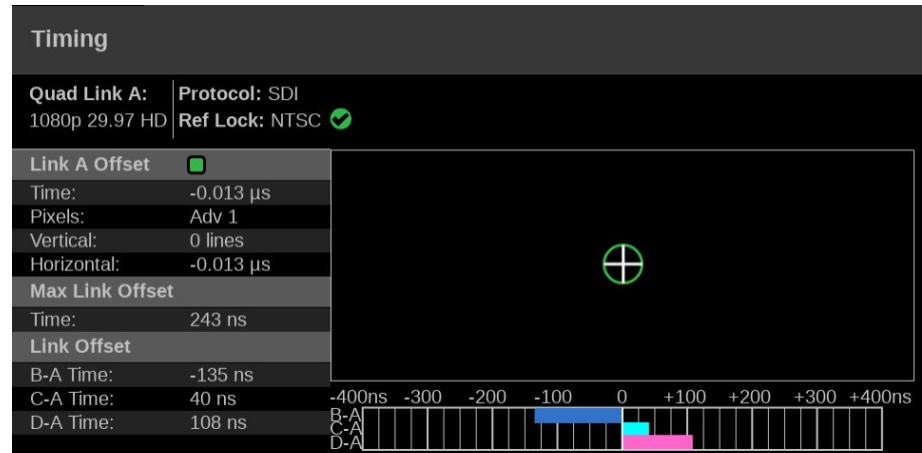 Timing
Quad Link A: Protocol: SDI
1080p 29.97 HD Ref Lock: NTSC
Link A Offset
Time: -0.013 µs
Pixels: Adv 1
Vertical: 0 lines
Horizontal: -0.013 µs
Max Link Offset
Time: 243 ns
Link Offset
B-A Time: -135 ns
C-A Time: 40 ns
D-A Time: 108 ns
-400ns -300 -200 -100 0 +100 +200 +300 +400ns
B-A
C-A
D-A